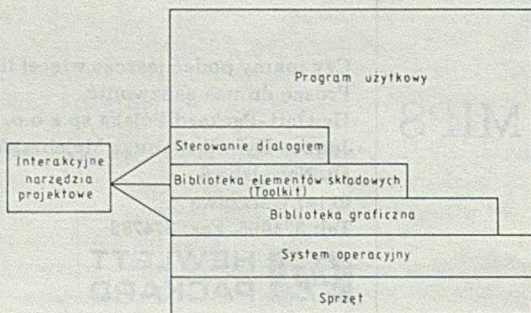 Program użytkowy
Sterowanie dialogiem
Interakcyjne
narzędzia
projektowe
Biblioteka elementów składowych
(Toolkit)
Biblioteka graficzna
System operacyjny
Sprzęt